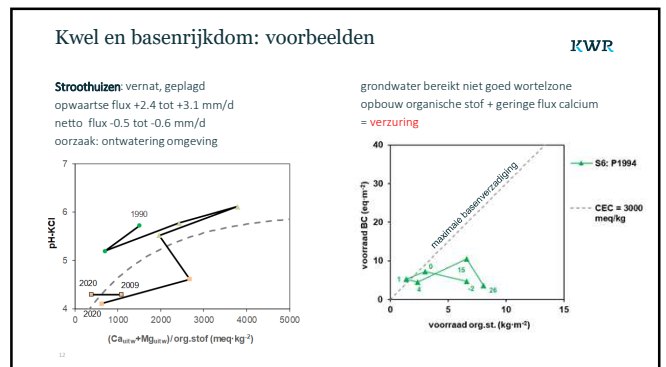 Kwel en basenrijkdom: voorbeelden
KWR
Stroothuizen: vernat, geplagd
opwaartse flux +2.4 tot +3.1 mm/d
netto flux -0.5 tot -0.6 mm/d
oorzaak: ontwatering omgeving
grondwater bereikt niet goed wortelzone
opbouw organische stof + geringe flux calcium
= verzuring
7
6
5
4
pH-KCl
1990
2020
2009
2020
0
1000
2000
3000
4000
5000
(Ca uitw+Mg uitw)/ org.stof (meq·kg-2)
40
30
20
10
0
voorraad BC (eq·m-2)
maximale basenverzadiging
1
0
4
15
-2
26
0
5
10
15
voorraad org.st. (kg·m-2)
S6: P1994
CEC = 3000
meq/kg
12